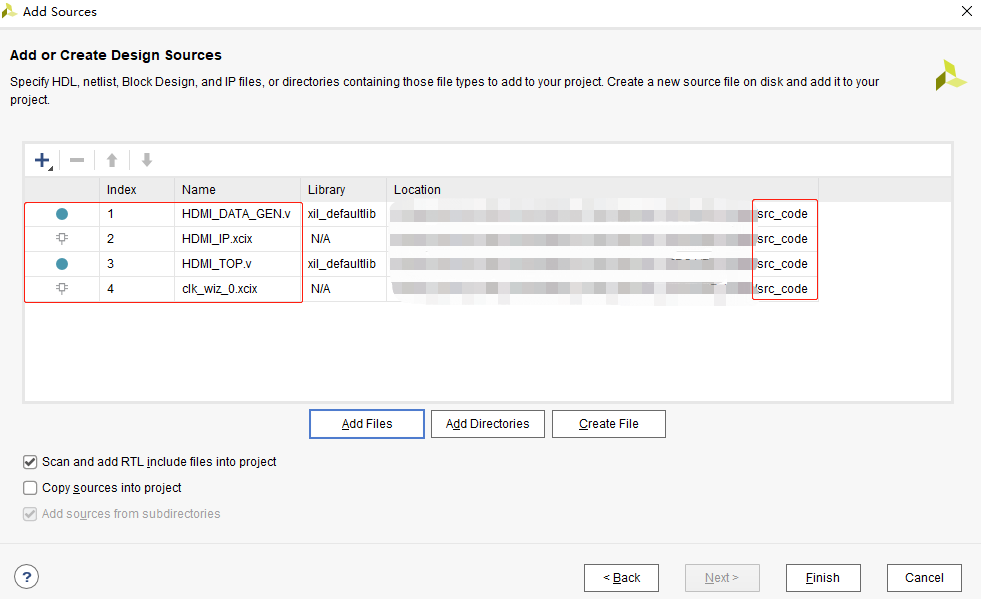 Add Sources
Add or Create Design Sources
Specify HDL, netlist, Block Design, and IP files, or directories containing those file types to add to your project. Create a new source file on disk and add it to your
project.
Index Name Library Location
1 HDMI_DATA_GEN.v xil_defaultlib /src_code
2 HDMI_IP.xcix N/A /src_code
3 HDMI_TOP.v xil_defaultlib /src_code
4 clk_wiz_0.xcix N/A /src_code
Add Files Add Directories Create File
Scan and add RTL include files into project
Copy sources into project
Add sources from subdirectories
? < Back Next > Finish Cancel